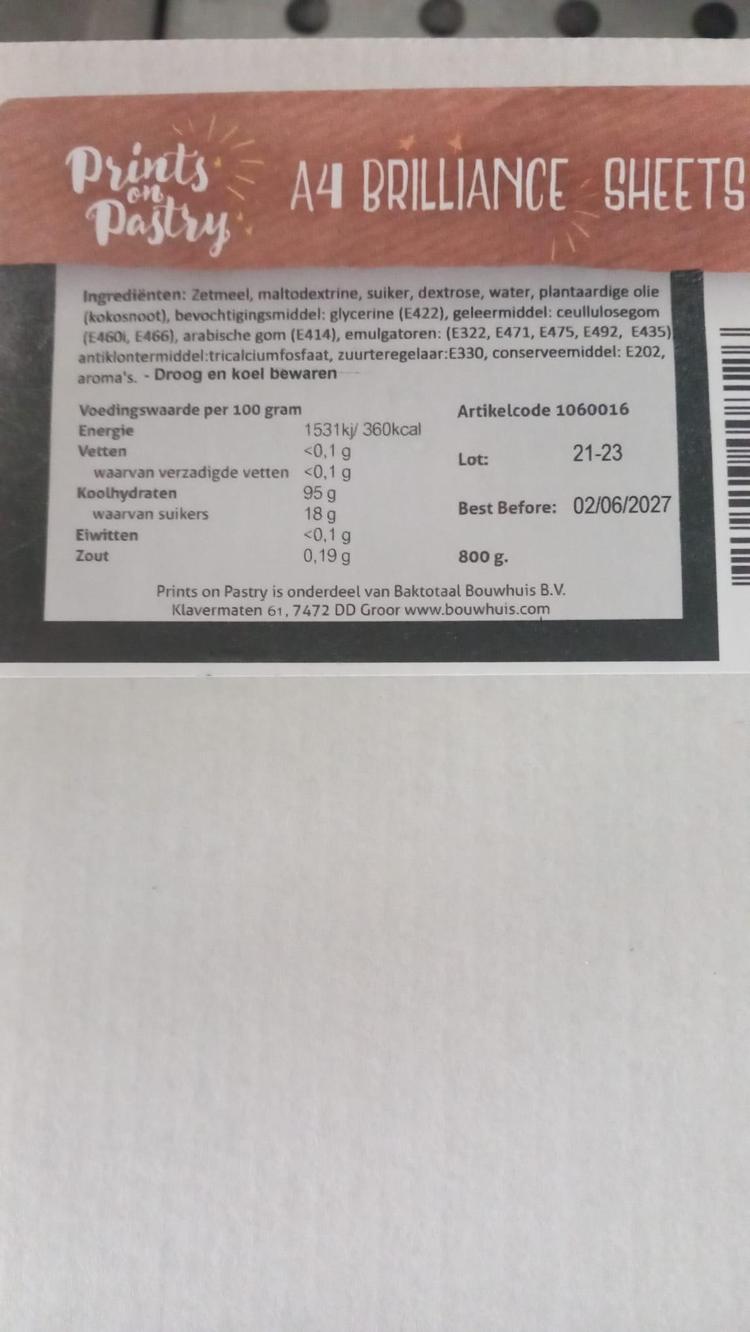 Prints
on
Pastry
A4 BRILLIANCE SHEETS
Ingrediënten: Zetmeel, maltodextrine, suiker, dextrose, water, plantaardige olie
(kokosnoot), bevochtigingsmiddel: glycerine (E422), geleermiddel: ceullulosegom
(E460i, E466), arabische gom (E414), emulgatoren: (E322, E471, E475, E492, E435)
antiklontermiddel:tricalciumfosfaat, zuurteregelaar:E330, conserveemiddel: E202,
aroma's. - Droog en koel bewaren
Voedingswaarde per 100 gram
Energie 1531kj/ 360kcal
Vetten <0,1 g
waarvan verzadigde vetten <0,1 g
Koolhydraten 95 g
waarvan suikers 18 g
Eiwitten <0,1 g
Zout 0,19 g
Artikelcode 1060016
Lot: 21-23
Best Before: 02/06/2027
800 g.
Prints on Pastry is onderdeel van Baktotaal Bouwhuis B.V.
Klavermaten 61, 7472 DD Groor www.bouwhuis.com